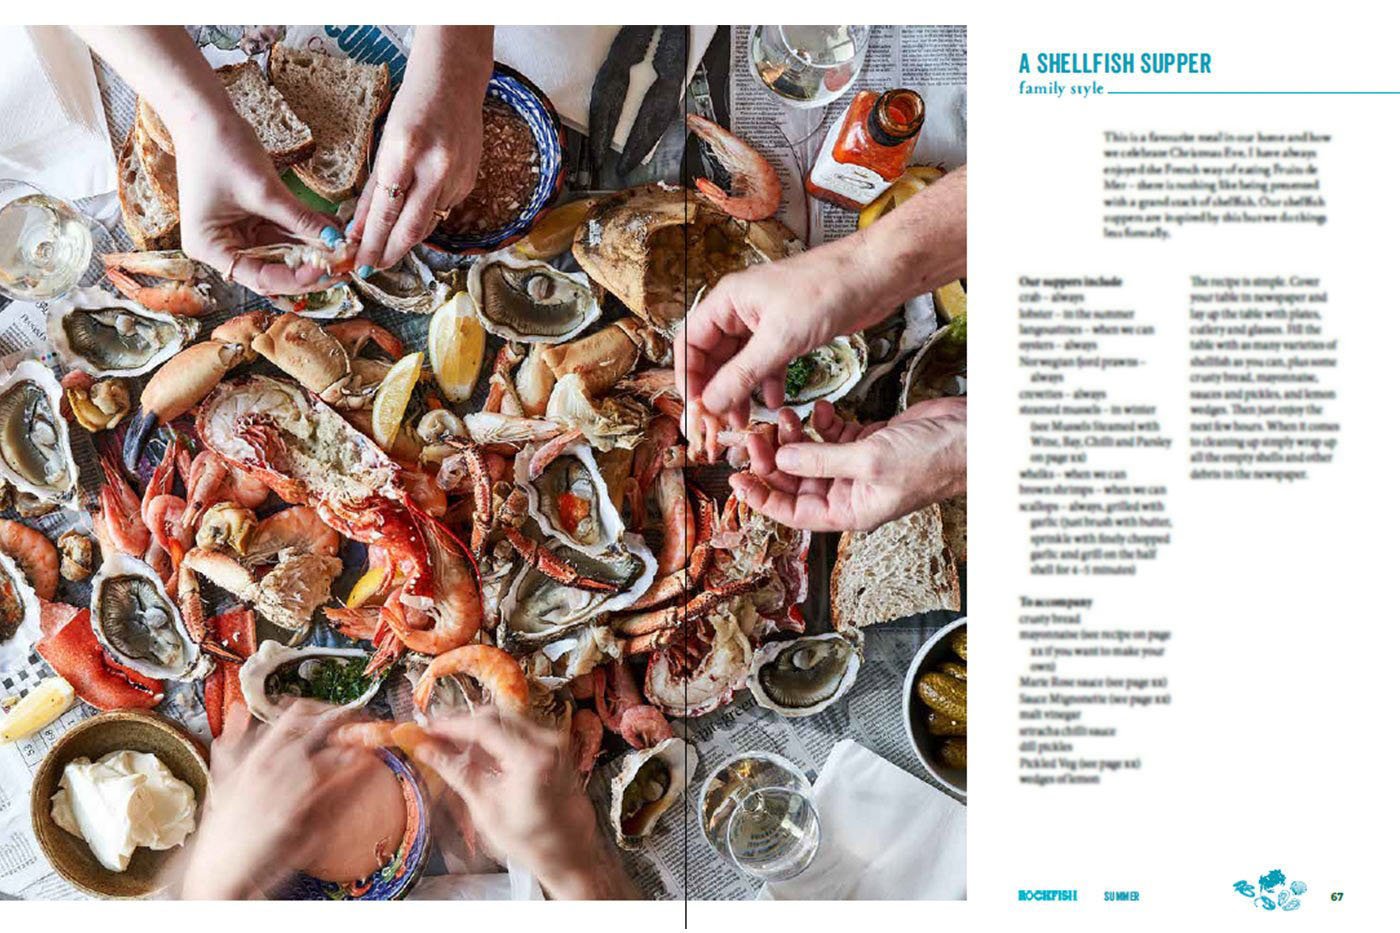 A SHELLFISH SUPPER
family style
This is a favourite meal in our home and how
we celebrate Christmas Eve. I have always
enjoyed the French way of eating Fruits de
Mer – there is nothing like being presented
with a grand stack of shellfish. Our shellfish
suppers are inspired by this but we do things
less formally.
Our suppers include
crab – always
lobster – in the summer
langoustines – when we can
oysters – always
Norwegian fjord prawns –
always
crevettes – always
steamed mussels – in winter
(see Mussels Steamed with
Wine, Bay, Chilli and Parsley
on page xx)
whelks – when we can
brown shrimps – when we can
scallops – always, grilled with
garlic (just brush with butter,
sprinkle with finely chopped
garlic and grill on the half
shell for 4–5 minutes)
To accompany
crusty bread
mayonnaise (see recipe on page
xx if you want to make your
own)
Marie Rose sauce (see page xx)
Sauce Mignonette (see page xx)
malt vinegar
sriracha chilli sauce
dill pickles
Pickled Veg (see page xx)
wedges of lemon
The recipe is simple. Cover
your table in newspaper and
lay up the table with plates,
cutlery and glasses. Fill the
table with as many varieties of
shellfish as you can, plus some
crusty bread, mayonnaise,
sauces and pickles, and lemon
wedges. Then just enjoy the
next few hours. When it comes
to cleaning up simply wrap up
all the empty shells and other
debris in the newspaper.
ROCKFISH SUMMER 67